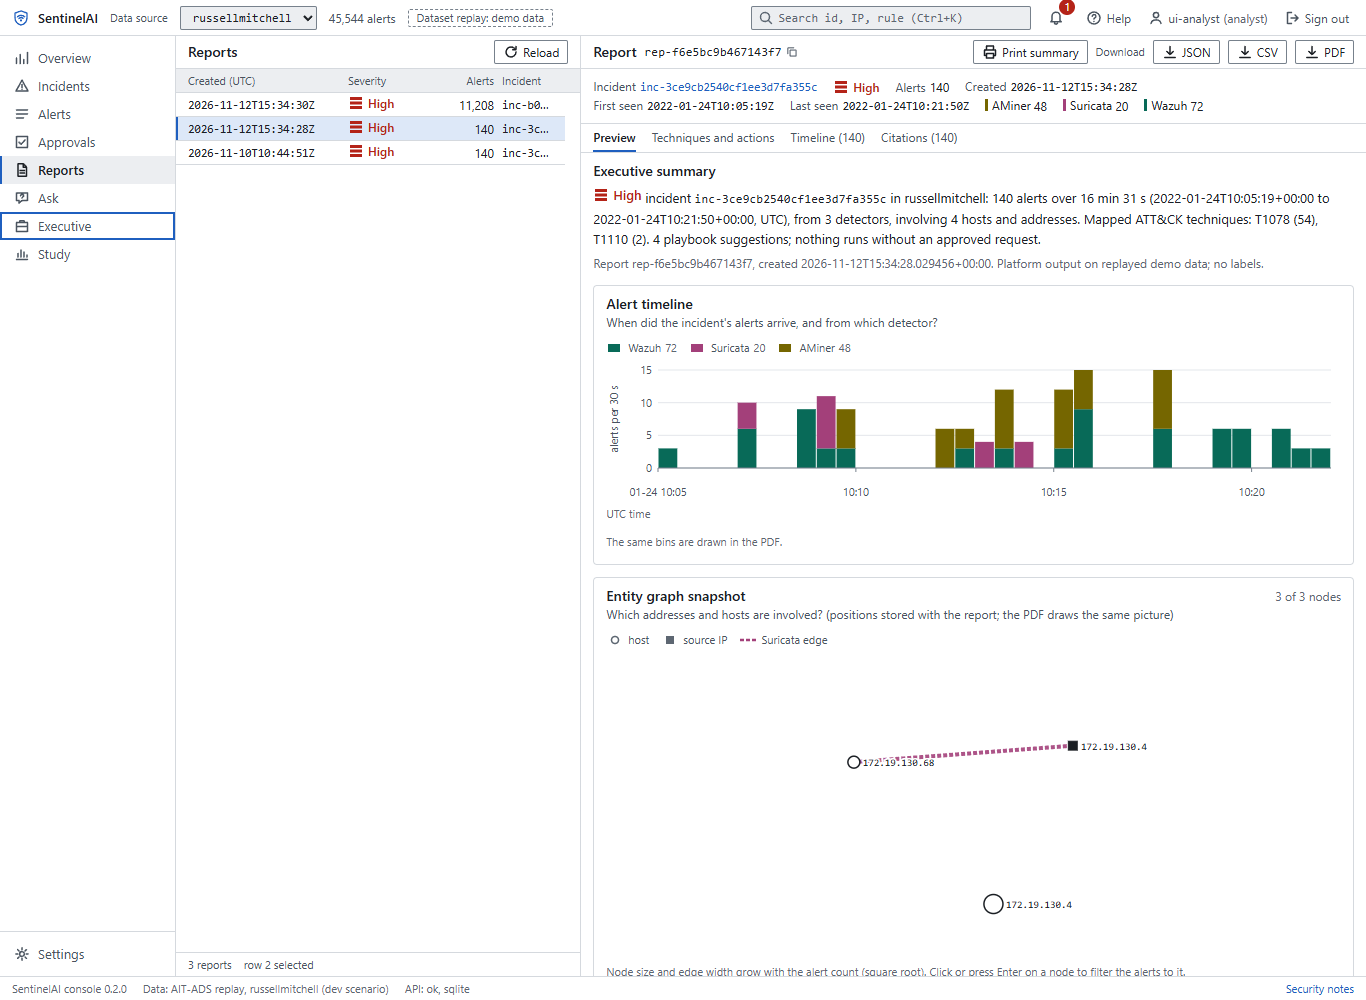 SentinelAI Data source russellmitchell 45,544 alerts Dataset replay: demo data Search id, IP, rule (Ctrl+K) 1 Help ui-analyst (analyst) Sign out
Overview
Incidents
Alerts
Approvals
Reports
Ask
Executive
Study
Settings
Reports Reload
Created (UTC) Severity Alerts Incident
2026-11-12T15:34:30Z High 11,208 inc-b0…
2026-11-12T15:34:28Z High 140 inc-3c…
2026-11-10T10:44:51Z High 140 inc-3c…
3 reports row 2 selected
Report rep-f6e5bc9b467143f7 Print summary Download JSON CSV PDF
Incident inc-3ce9cb2540cf1ee3d7fa355c High Alerts 140 Created 2026-11-12T15:34:28Z
First seen 2022-01-24T10:05:19Z Last seen 2022-01-24T10:21:50Z AMiner 48 Suricata 20 Wazuh 72
Preview Techniques and actions Timeline (140) Citations (140)
Executive summary
High incident inc-3ce9cb2540cf1ee3d7fa355c in russellmitchell: 140 alerts over 16 min 31 s (2022-01-24T10:05:19+00:00 to
2022-01-24T10:21:50+00:00, UTC), from 3 detectors, involving 4 hosts and addresses. Mapped ATT&CK techniques: T1078 (54),
T1110 (2). 4 playbook suggestions; nothing runs without an approved request.
Report rep-f6e5bc9b467143f7, created 2026-11-12T15:34:28.029456+00:00. Platform output on replayed demo data; no labels.
Alert timeline
When did the incident's alerts arrive, and from which detector?
Wazuh 72 Suricata 20 AMiner 48
alerts per 30 s
15
10
5
0
01-24 10:05 10:10 10:15 10:20
UTC time
The same bins are drawn in the PDF.
Entity graph snapshot 3 of 3 nodes
Which addresses and hosts are involved? (positions stored with the report; the PDF draws the same picture)
host source IP Suricata edge
172.19.130.4
172.19.130.68
172.19.130.4
Node size and edge width grow with the alert count (square root). Click or press Enter on a node to filter the alerts to it.
SentinelAI console 0.2.0 Data: AIT-ADS replay, russellmitchell (dev scenario) API: ok, sqlite Security notes